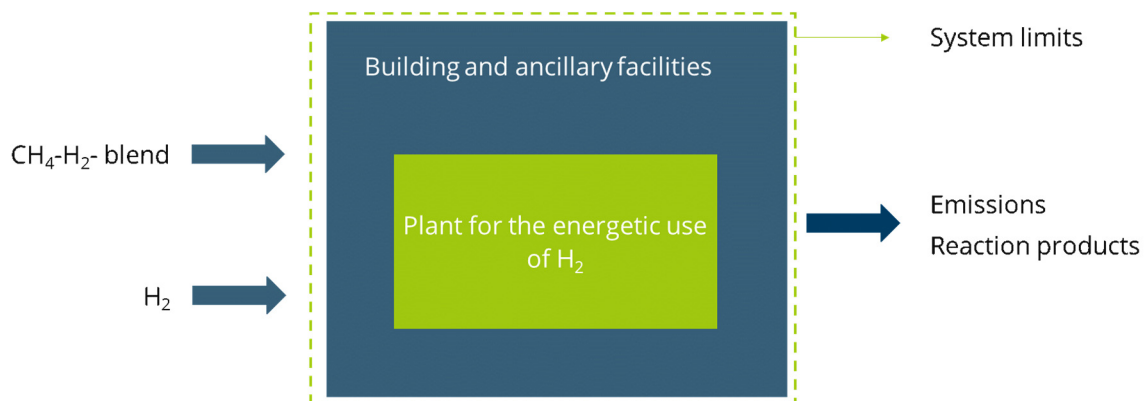 System limits
Building and ancillary facilities
CH₄-H₂- blend
Plant for the energetic use
of H₂
Emissions
Reaction products
H₂